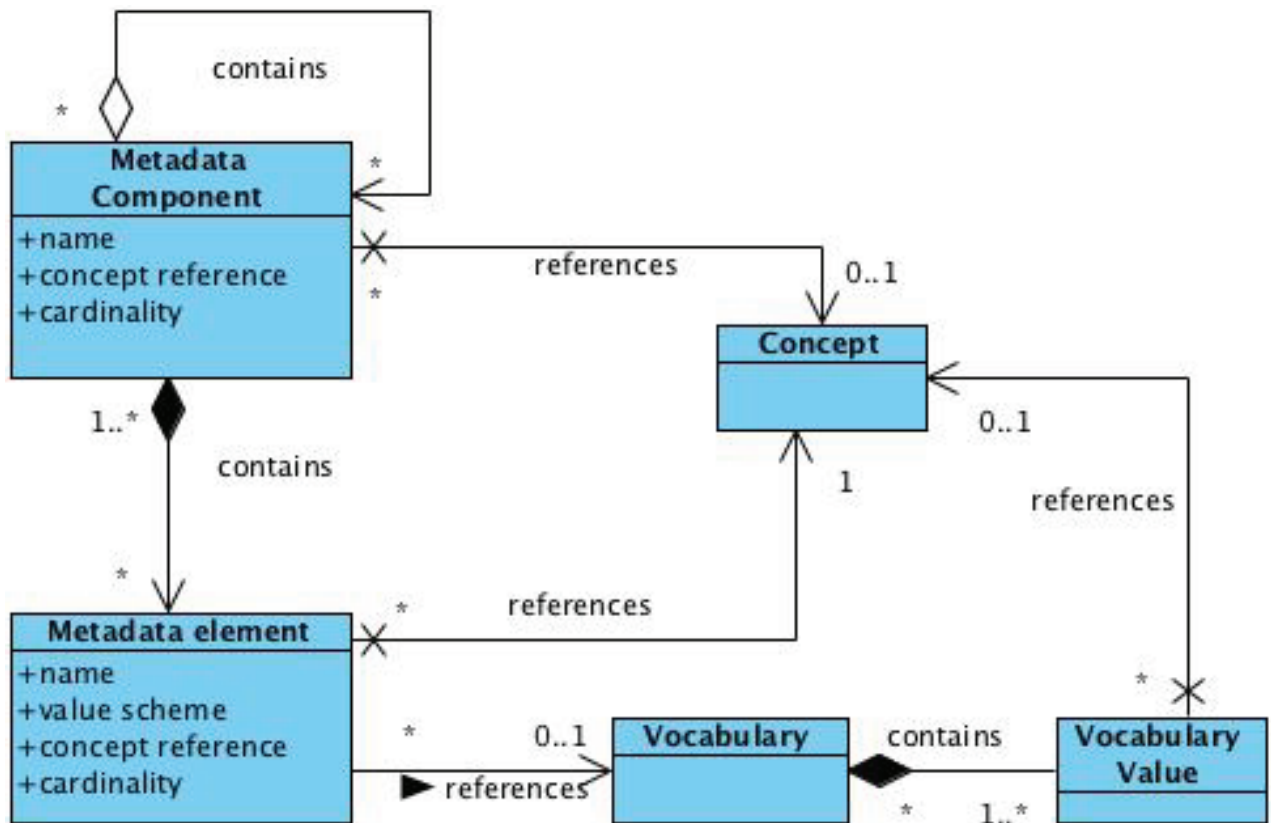 contains
*
*
Metadata
Component
+name
+concept reference
+cardinality
*
references
0..1
Concept
1..*
contains
0..1
1
references
*
*
references
Metadata element
+name
+value scheme
+concept reference
+cardinality
*
0..1
references
Vocabulary
contains
*
1..*
*
Vocabulary
Value